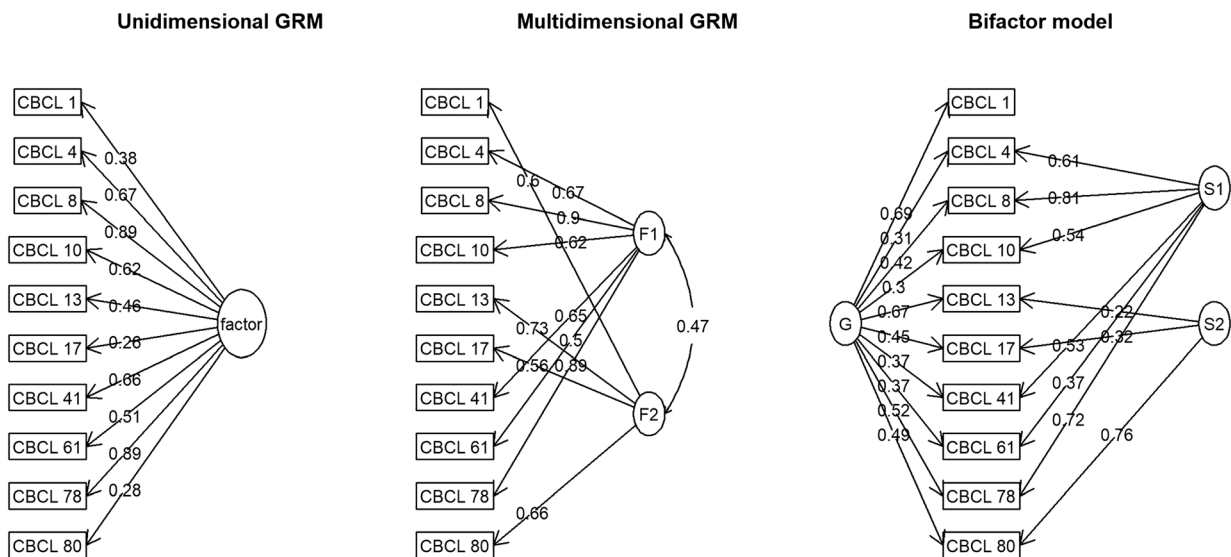 Unidimensional GRM
CBCL 1
CBCL 4
CBCL 8
CBCL 10
CBCL 13
CBCL 17
CBCL 41
CBCL 61
CBCL 78
CBCL 80
0.38
0.67
0.89
0.62
0.46
0.26
0.66
0.51
0.89
0.28
factor
Multidimensional GRM
CBCL 1
CBCL 4
CBCL 8
CBCL 10
CBCL 13
CBCL 17
CBCL 41
CBCL 61
CBCL 78
CBCL 80
0.6
0.67
0.9
0.62
0.73
0.56
0.65
0.5
0.89
0.66
F1
F2
0.47
Bifactor model
CBCL 1
CBCL 4
CBCL 8
CBCL 10
CBCL 13
CBCL 17
CBCL 41
CBCL 61
CBCL 78
CBCL 80
G
0.69
0.31
0.42
0.3
0.67
0.45
0.37
0.37
0.52
0.49
0.61
0.81
0.54
0.22
0.32
0.53
0.37
0.72
0.76
S1
S2